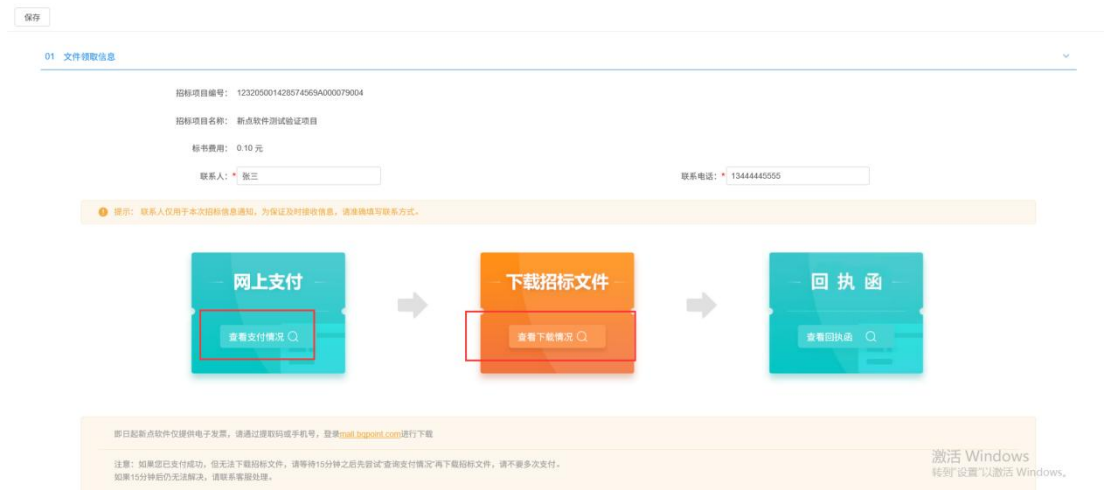 保存
01 文件领取信息
招标项目编号： 123205001428574569A000079004
招标项目名称： 新点软件测试验证项目
标书费用： 0.10 元
联系人：* 张三 联系电话：* 13444445555
提示： 联系人仅用于本次招标信息通知，为保证及时接收信息，请准确填写联系方式。
网上支付 下载招标文件 回执函
查看支付情况 查看下载情况 查看回执函
即日起新点软件仅提供电子发票，请通过提取码或手机号，登录mail.bqpoint.com进行下载
注意：如果您已支付成功，但无法下载招标文件，请等待15分钟之后先尝试“查询支付情况”再下载招标文件，请不要多次支付。
如果15分钟后仍无法解决，请联系客服处理。
激活 Windows
转到“设置”以激活 Windows。